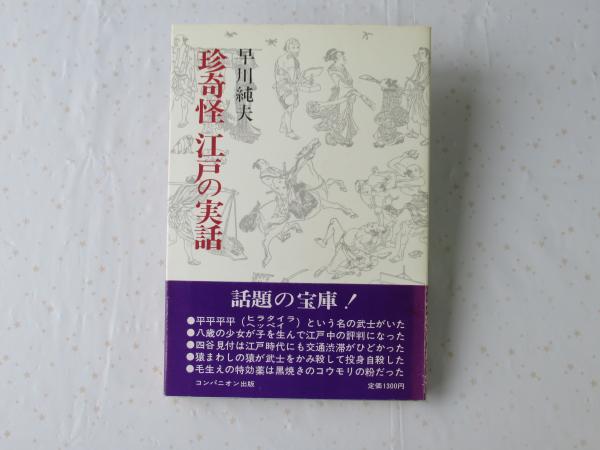 早川純夫
珍奇怪 江戸の実話
話題の宝庫!
●平平平平(ヒラタイラヘッペイ)という名の武士がいた
●八歳の少女が子を生んで江戸中の評判になった
●四谷見付は江戸時代にも交通渋滞がひどかった
●猿まわしの猿が武士をかみ殺して投身自殺した
●毛生えの特効薬は黒焼きのコウモリの粉だった
コンパニオン出版
定価1300円